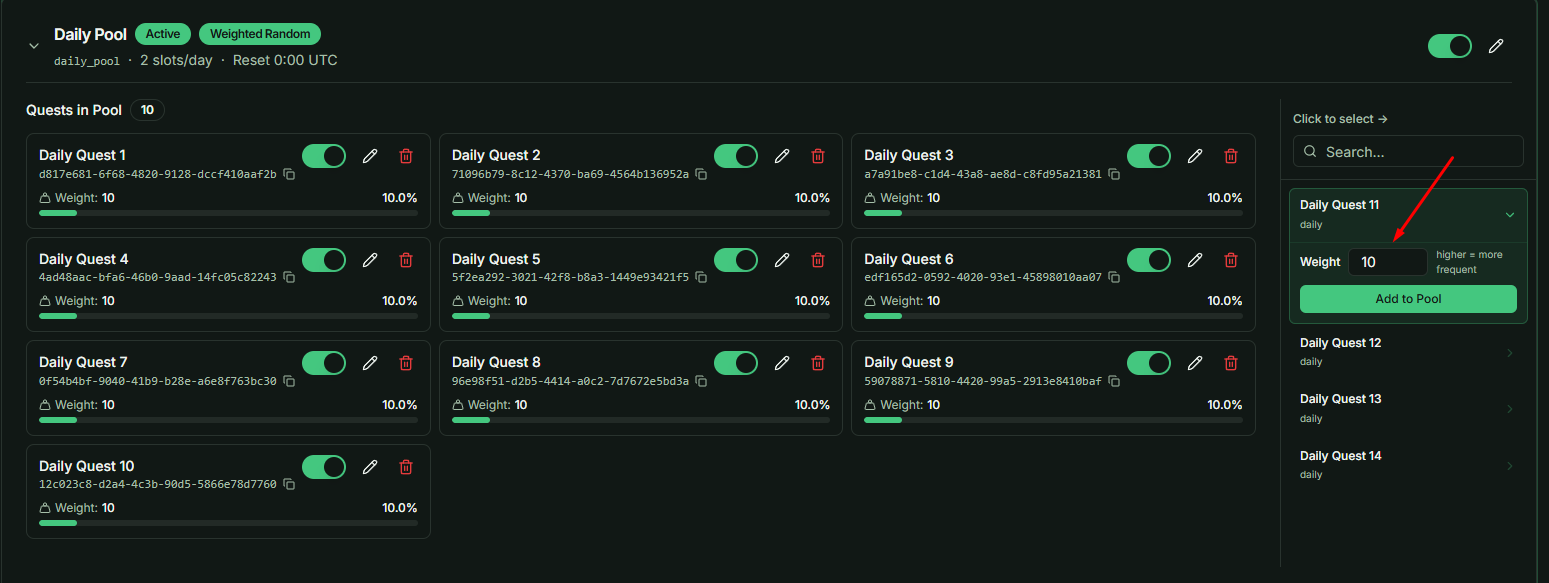 Daily Pool Active Weighted Random
daily_pool · 2 slots/day · Reset 0:00 UTC
Quests in Pool 10
Daily Quest 1
d817e681-6f68-4820-9128-dccf410aaf2b
Weight: 10 10.0%
Daily Quest 2
71096b79-8c12-4370-ba69-4564b136952a
Weight: 10 10.0%
Daily Quest 3
a7a91be8-c1d4-43a8-ae8d-c8fd95a21381
Weight: 10 10.0%
Daily Quest 4
4ad48aac-bfa6-46b0-9aad-14fc05c82243
Weight: 10 10.0%
Daily Quest 5
5f2ea292-3021-42f8-b8a3-1449e93421f5
Weight: 10 10.0%
Daily Quest 6
edf165d2-0592-4020-93e1-45898010aa07
Weight: 10 10.0%
Daily Quest 7
0f54b4bf-9040-41b9-b28e-a6e8f763bc30
Weight: 10 10.0%
Daily Quest 8
96e98f51-d2b5-4414-a0c2-7d7672e5bd3a
Weight: 10 10.0%
Daily Quest 9
59078871-5810-4420-99a5-2913e8410baf
Weight: 10 10.0%
Daily Quest 10
12c023c8-d2a4-4c3b-90d5-5866e78d7760
Weight: 10 10.0%
Click to select →
Search...
Daily Quest 11
daily
Weight 10 higher = more
frequent
Add to Pool
Daily Quest 12
daily
Daily Quest 13
daily
Daily Quest 14
daily